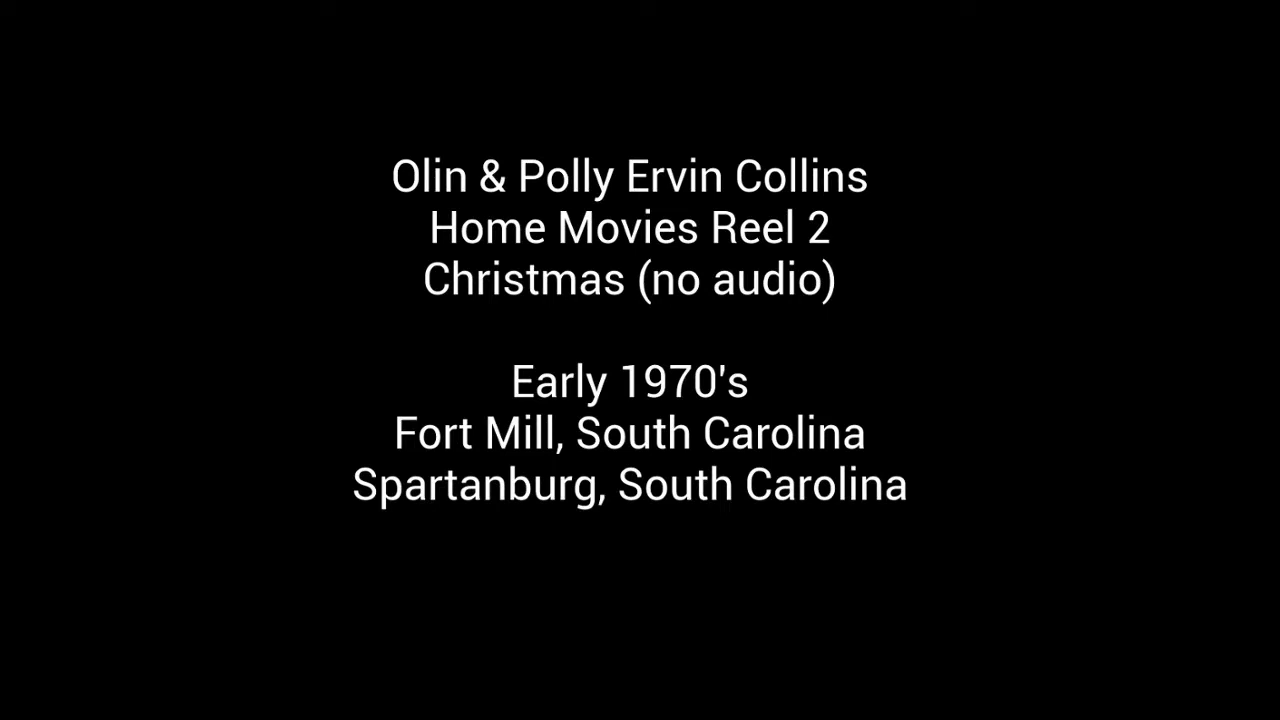 Olin & Polly Ervin Collins
Home Movies Reel 2
Christmas (no audio)
Early 1970's
Fort Mill, South Carolina
Spartanburg, South Carolina